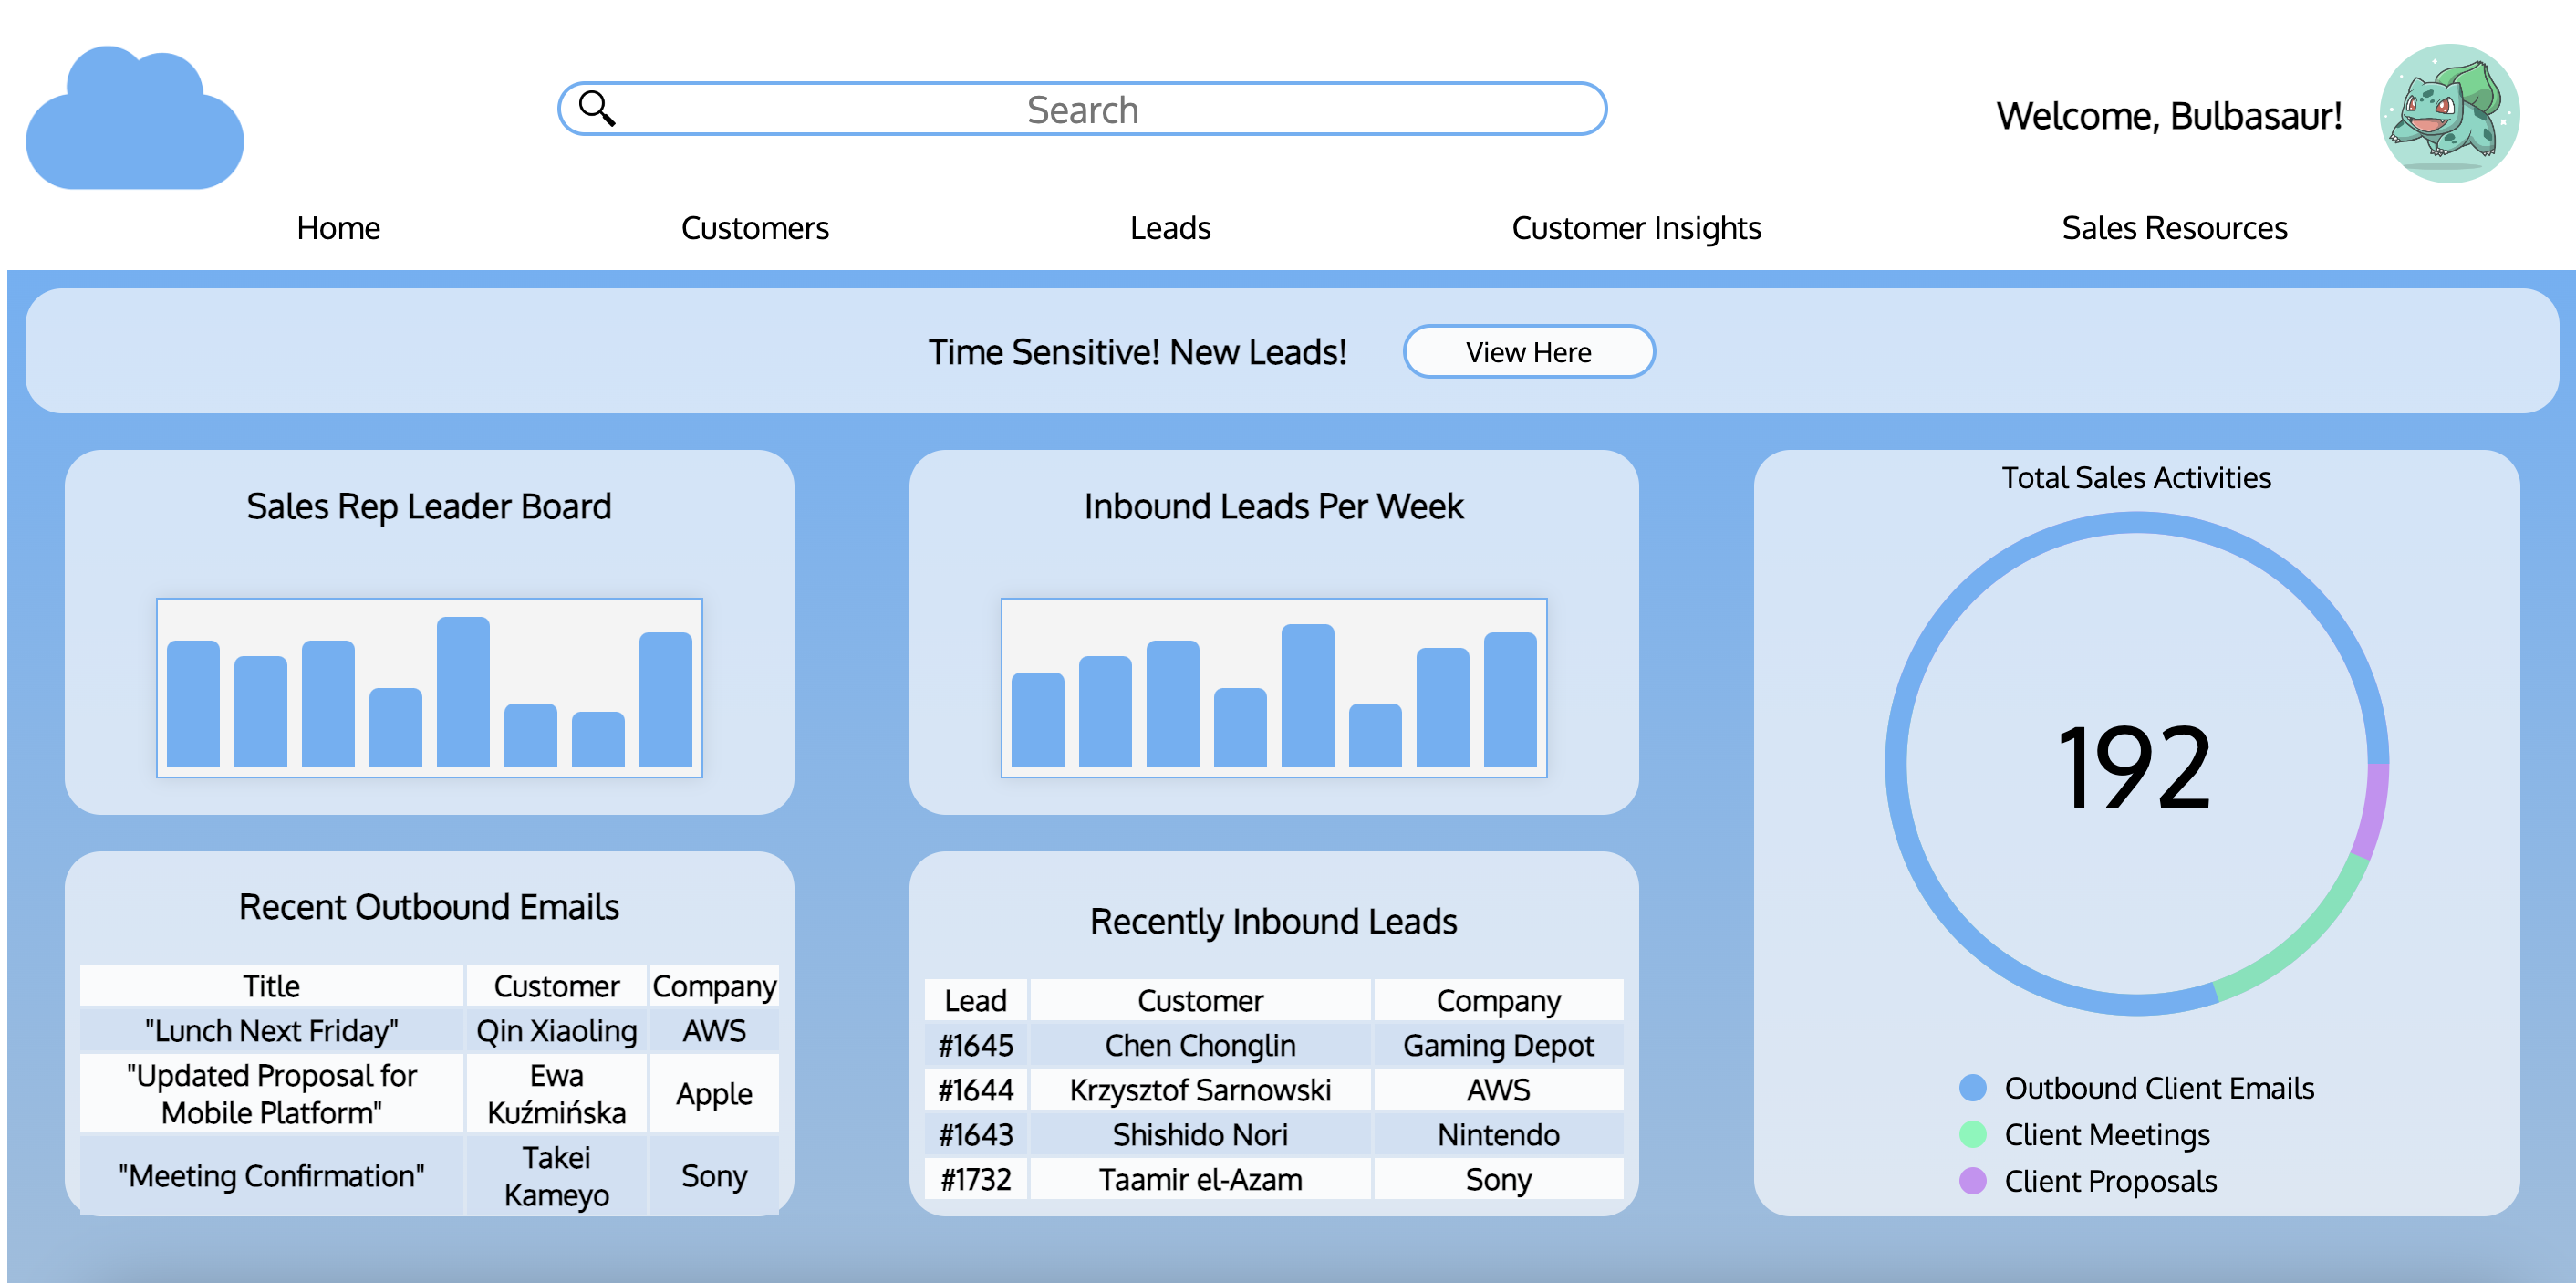 Search
Welcome, Bulbasaur!
Home Customers Leads Customer Insights Sales Resources
Time Sensitive! New Leads! View Here
Sales Rep Leader Board
Inbound Leads Per Week
Total Sales Activities
192
Outbound Client Emails
Client Meetings
Client Proposals
Recent Outbound Emails
Title Customer Company
"Lunch Next Friday" Qin Xiaoling AWS
"Updated Proposal for
Mobile Platform"
Ewa
Kuźmińska
Apple
"Meeting Confirmation"
Takei
Kameyo
Sony
Recently Inbound Leads
Lead Customer Company
#1645 Chen Chonglin Gaming Depot
#1644 Krzysztof Sarnowski AWS
#1643 Shishido Nori Nintendo
#1732 Taamir el-Azam Sony